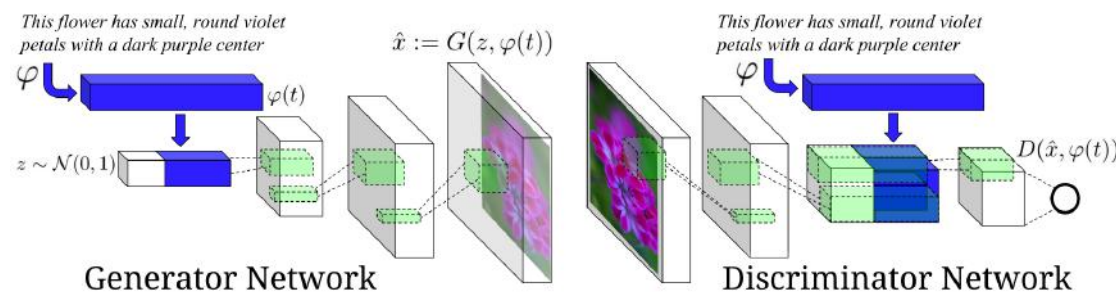 This flower has small, round violet
petals with a dark purple center
φ
φ(t)
z ∼ 𝒩(0, 1)
x̂ := G(z, φ(t))
Generator Network
This flower has small, round violet
petals with a dark purple center
φ
D(x̂, φ(t))
Discriminator Network